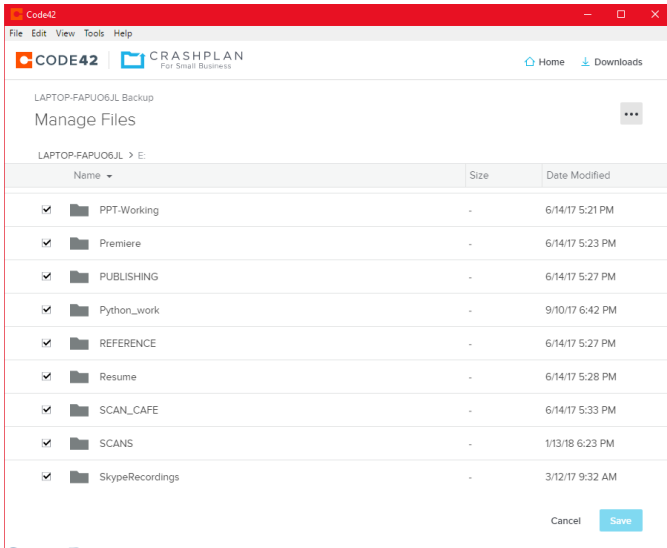 Code42
File Edit View Tools Help
CODE42 CRASHPLAN
For Small Business
Home Downloads
LAPTOP-FAPUO6JL Backup
Manage Files
LAPTOP-FAPUO6JL > E:
Name Size Date Modified
PPT-Working - 6/14/17 5:21 PM
Premiere - 6/14/17 5:23 PM
PUBLISHING - 6/14/17 5:27 PM
Python_work - 9/10/17 6:42 PM
REFERENCE - 6/14/17 5:27 PM
Resume - 6/14/17 5:28 PM
SCAN_CAFE - 6/14/17 5:33 PM
SCANS - 1/13/18 6:23 PM
SkypeRecordings - 3/12/17 9:32 AM
Cancel Save